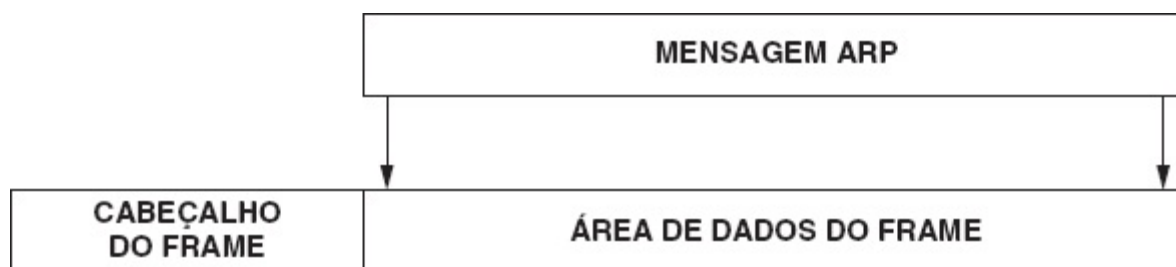 MENSAGEM ARP
CABEÇALHO
DO FRAME
ÁREA DE DADOS DO FRAME